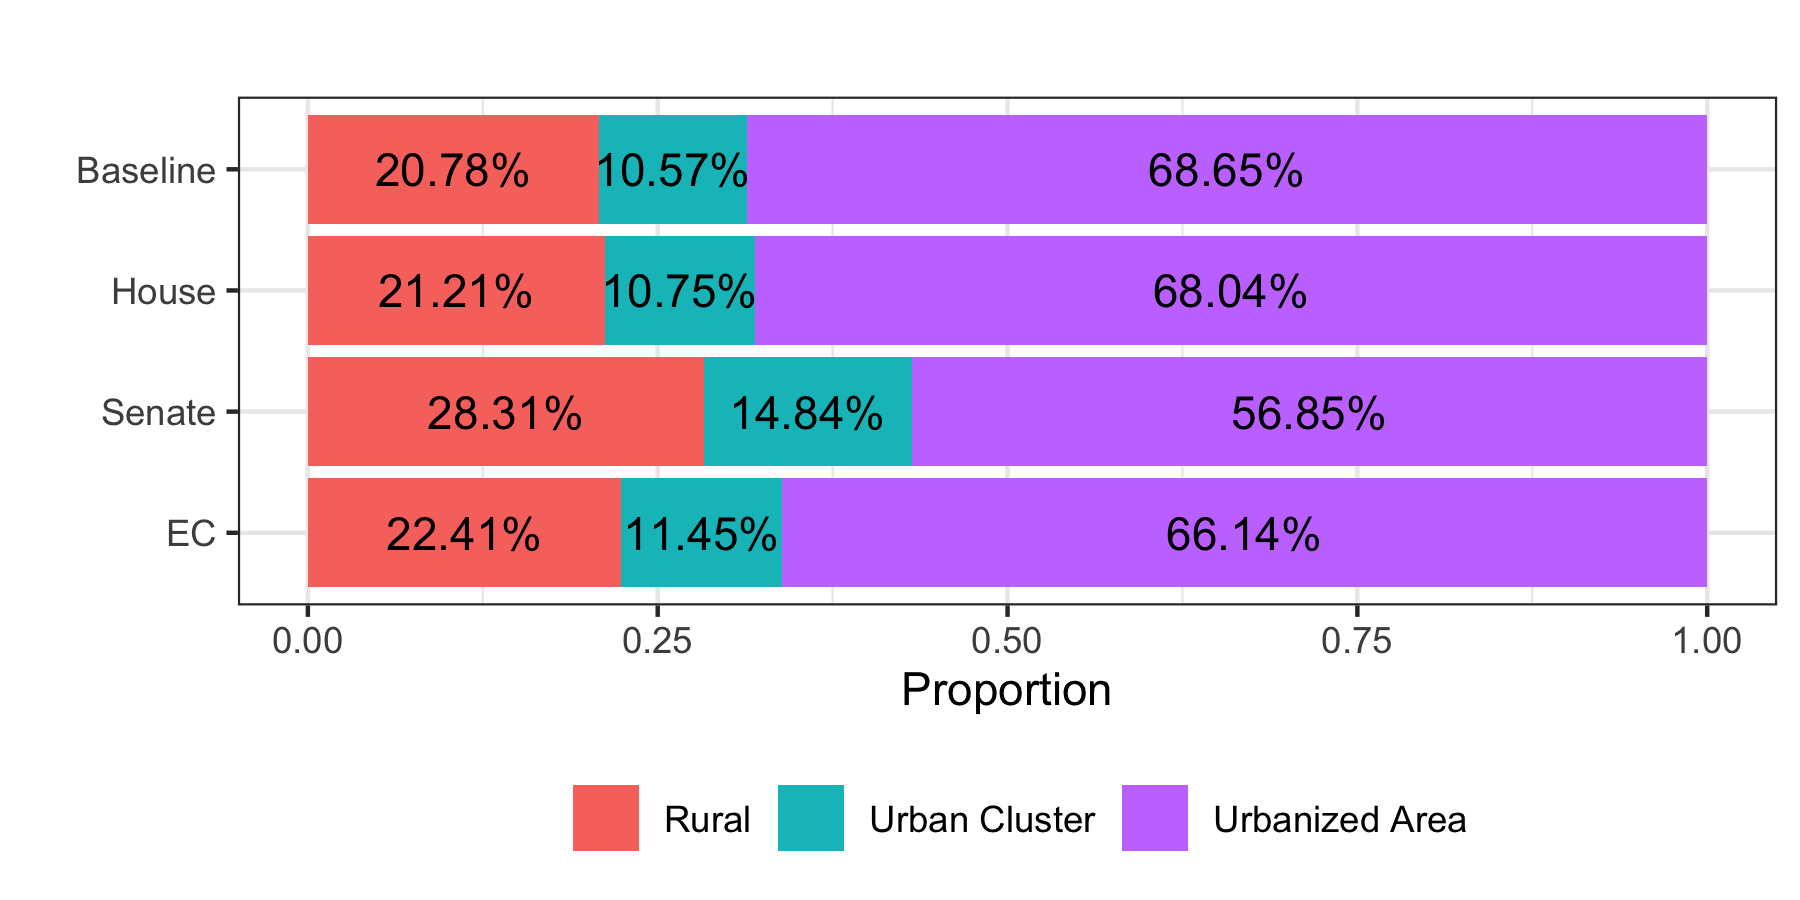 Baseline 20.78% 10.57% 68.65%
House 21.21% 10.75% 68.04%
Senate 28.31% 14.84% 56.85%
EC 22.41% 11.45% 66.14%
0.00 0.25 0.50 0.75 1.00
Proportion
Rural Urban Cluster Urbanized Area